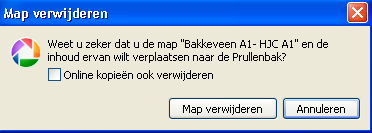 Map verwijderen
Weet u zeker dat u de map "Bakkeveen A1- HJC A1" en de
inhoud ervan wilt verplaatsen naar de Prullenbak?
Online kopieën ook verwijderen
Map verwijderen
Annuleren